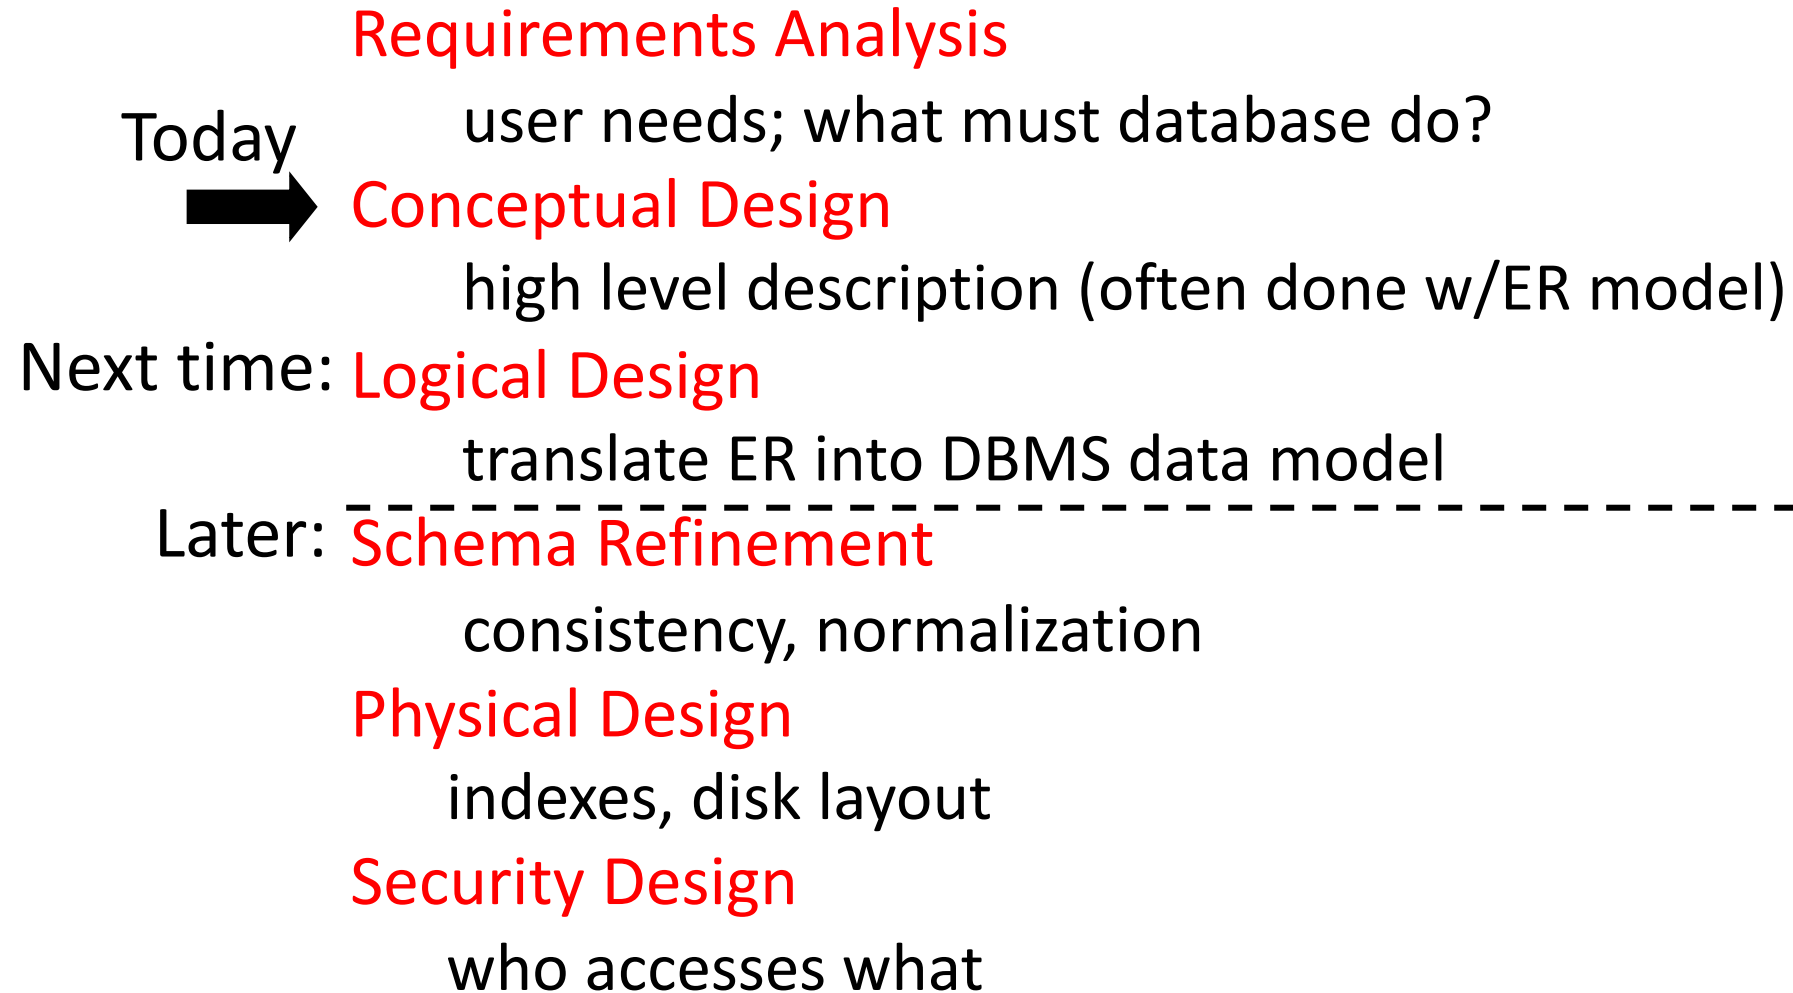 Requirements Analysis
user needs; what must database do?
Today
Conceptual Design
high level description (often done w/ER model)
Next time: Logical Design
translate ER into DBMS data model
Later: Schema Refinement
consistency, normalization
Physical Design
indexes, disk layout
Security Design
who accesses what